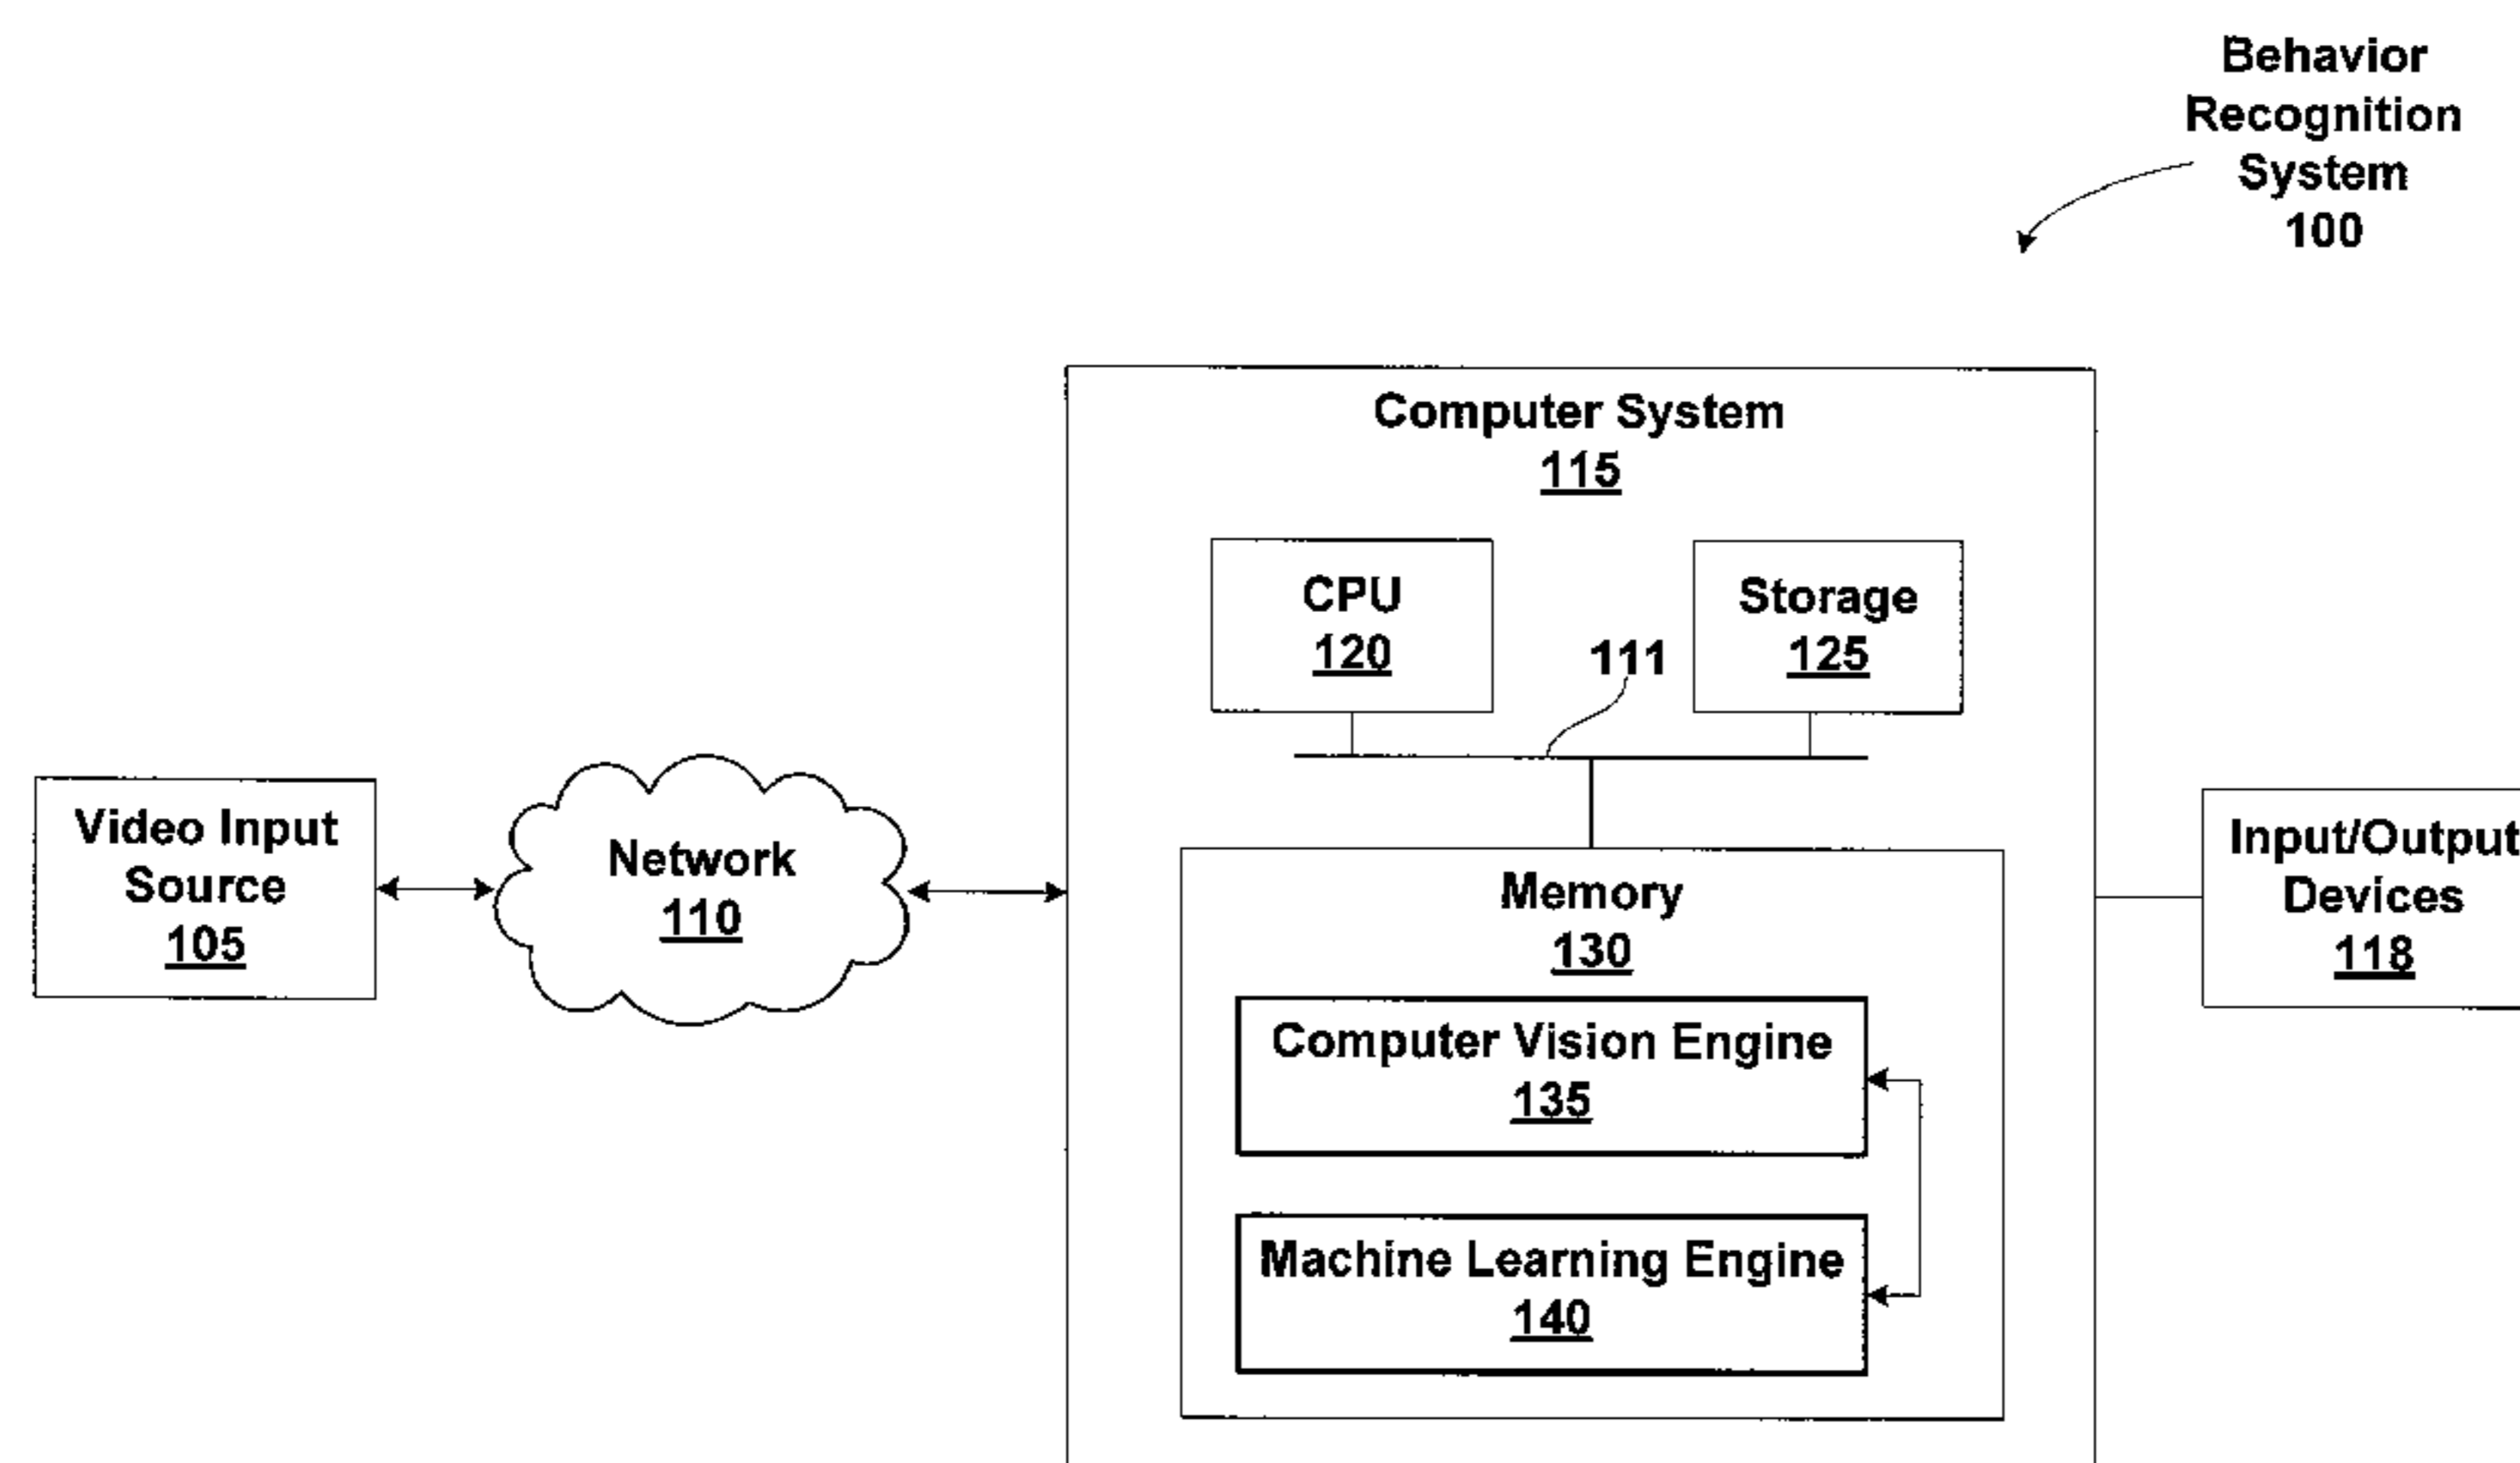 Behavior
Recognition
System
100
Computer System
115
CPU
120
Storage
125
111
Video Input
Source
105
Network
110
Memory
130
Input/Output
Devices
118
Computer Vision Engine
135
Machine Learning Engine
140